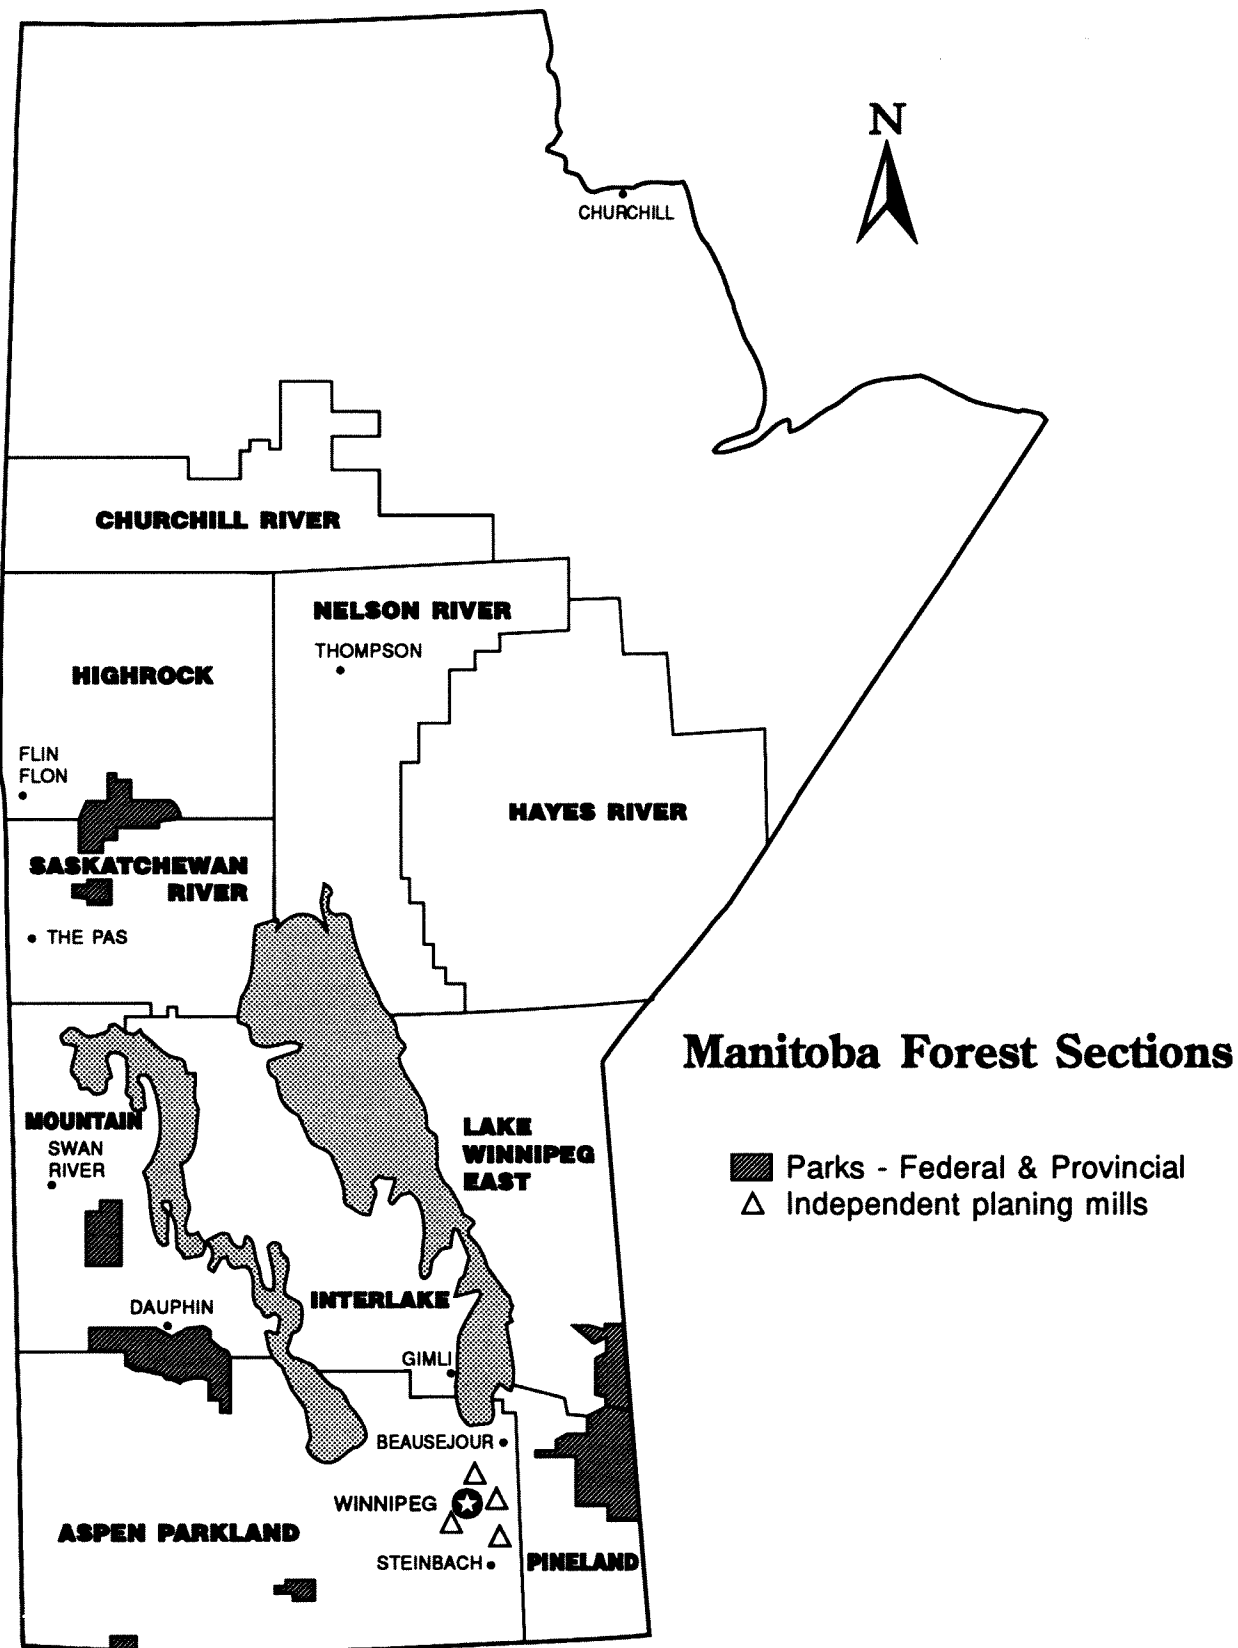 N
CHURCHILL
CHURCHILL RIVER
NELSON RIVER
THOMPSON
HIGHROCK
FLIN
FLON
HAYES RIVER
SASKATCHEWAN
RIVER
THE PAS
Manitoba Forest Sections
MOUNTAIN
SWAN
RIVER
LAKE
WINNIPEG
EAST
Parks - Federal & Provincial
Independent planing mills
INTERLAKE
DAUPHIN
GIMLI
BEAUSEJOUR
WINNIPEG
ASPEN PARKLAND
STEINBACH
PINELAND